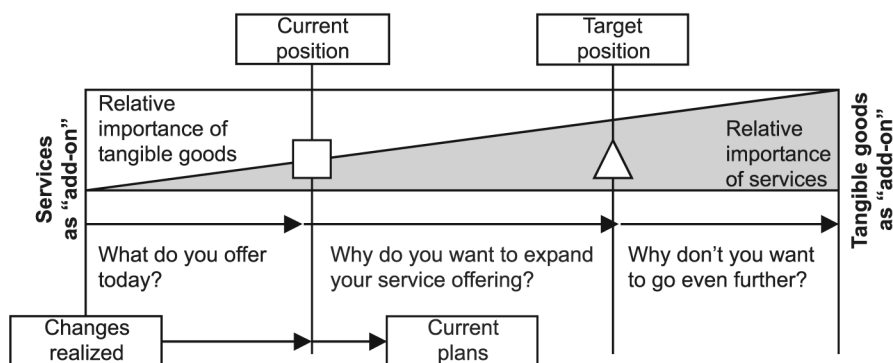 Current
position
Target
position
Services
as “add-on”
Relative
importance of
tangible goods
Relative
importance
of services
Tangible goods
as “add-on”
What do you offer
today?
Why do you want to expand
your service offering?
Why don’t you want
to go even further?
Changes
realized
Current
plans